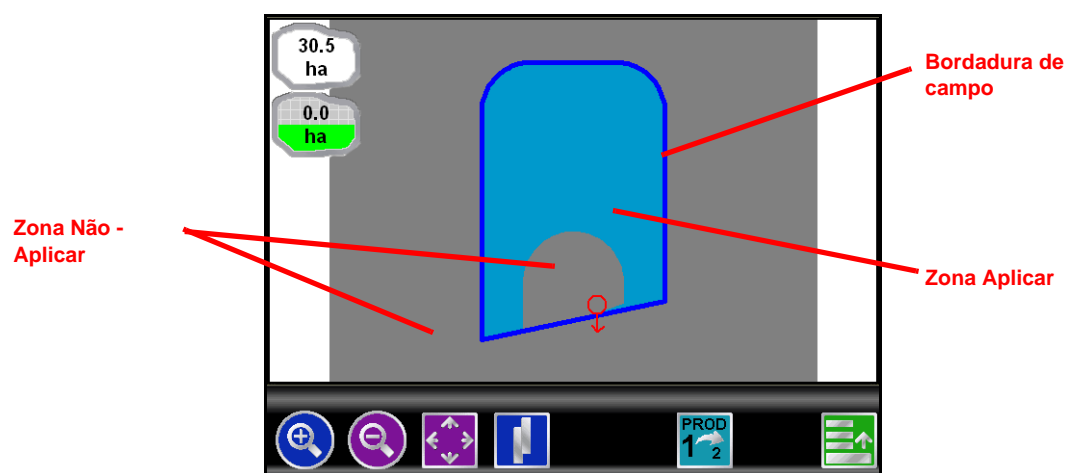 30.5
ha
0.0
ha
Bordadura de
campo
Zona Não -
Aplicar
Zona Aplicar
PROD
1 2